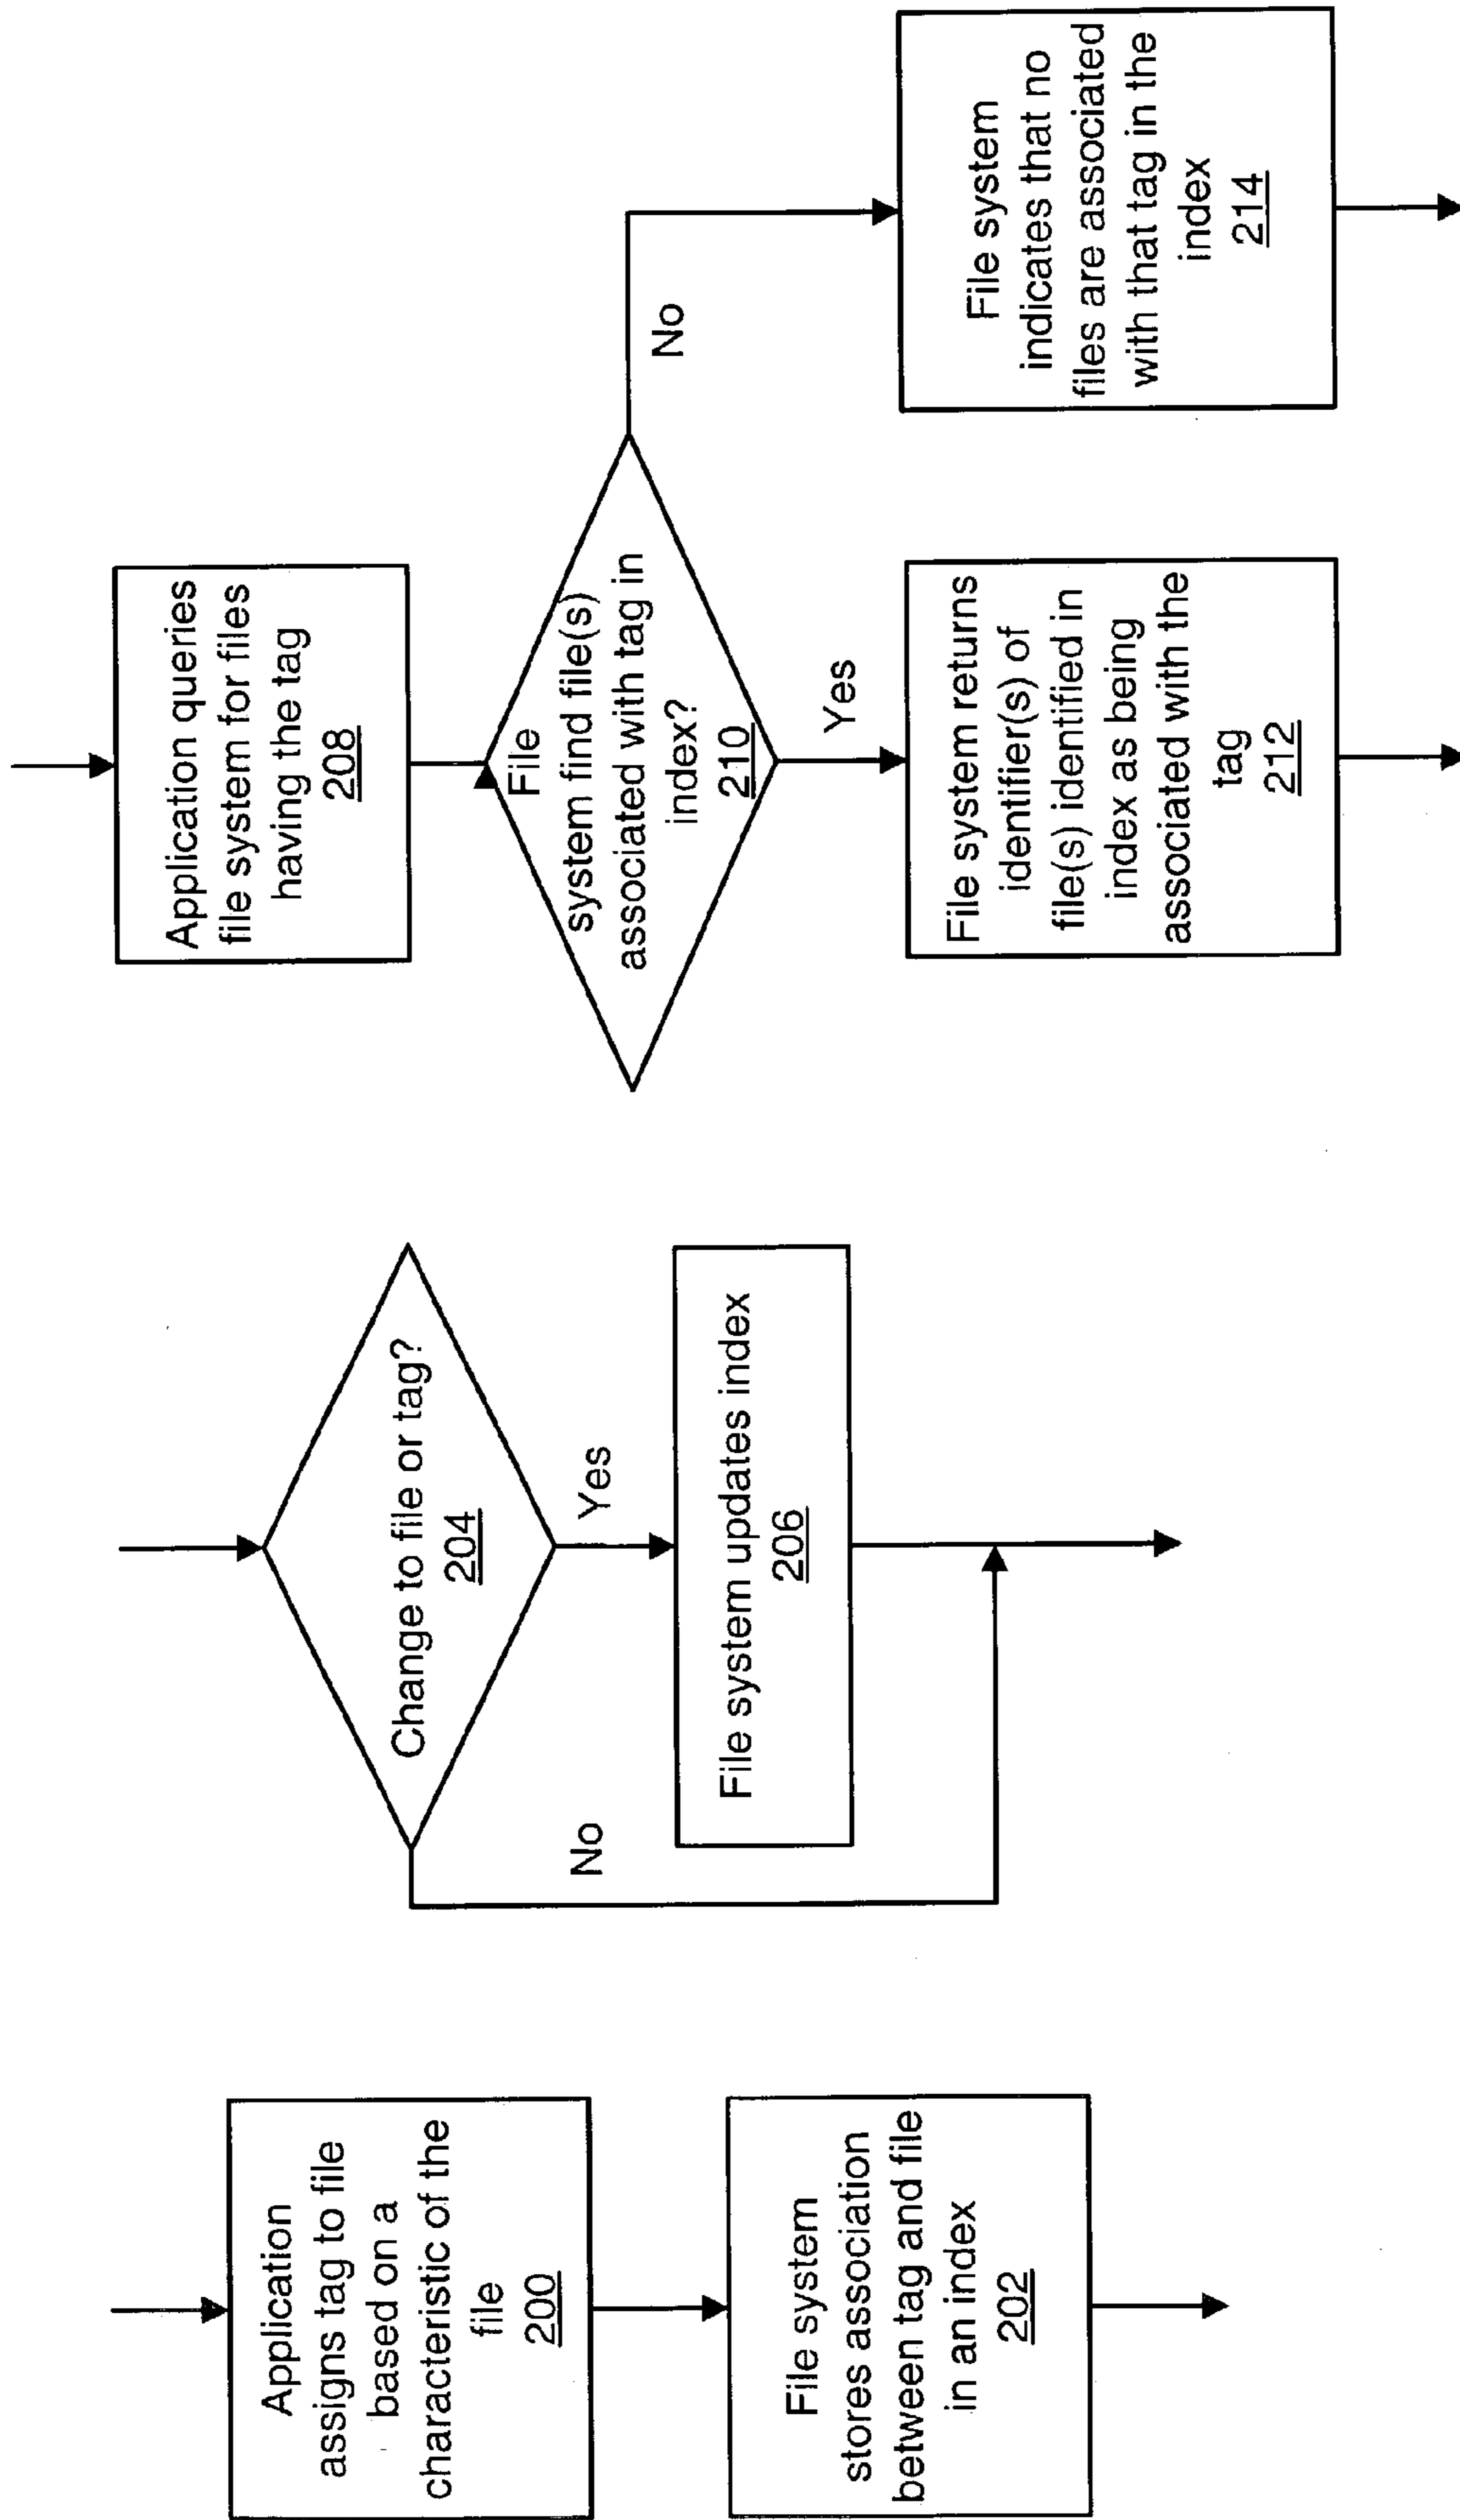 Application
assigns tag to file
based on a
characteristic of the
file
200
File system
stores association
between tag and file
in an index
202
Change to file or tag?
204
Yes
No
File system updates index
206
Application queries
file system for files
having the tag
208
File
system find file(s)
associated with tag in
index?
210
Yes
No
File system returns
identifier(s) of
file(s) identified in
index as being
associated with the
tag
212
File system
indicates that no
files are associated
with that tag in the
index
214